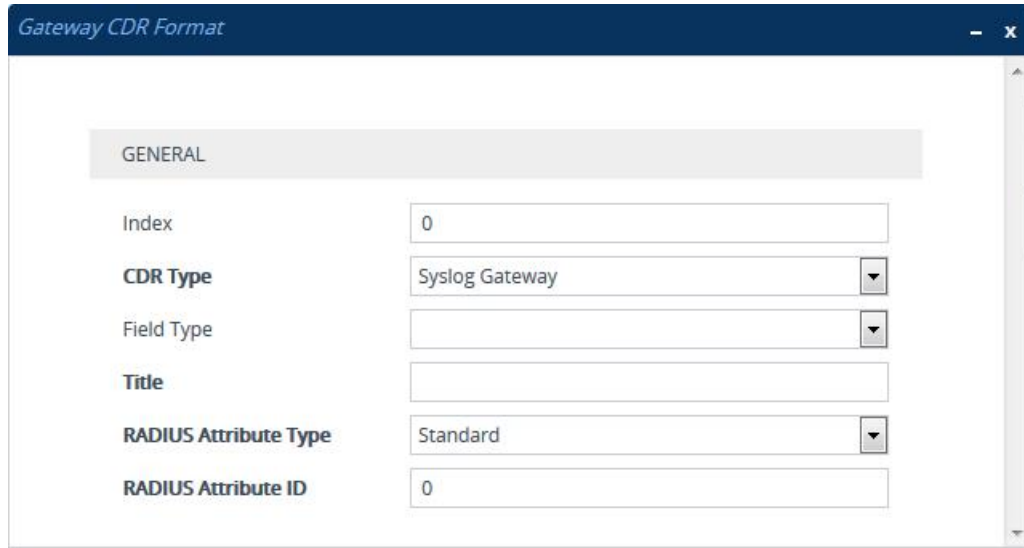 Gateway CDR Format
– x
GENERAL
Index 0
CDR Type Syslog Gateway
Field Type
Title
RADIUS Attribute Type Standard
RADIUS Attribute ID 0